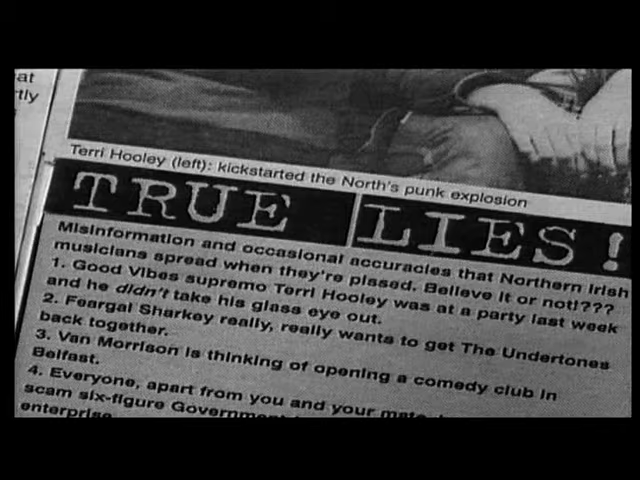 at
rtly
Terri Hooley (left): kickstarted the North's punk explosion
TRUE LIES!
Misinformation and occasional accuracies that Northern Irish
musicians spread when they're pissed. Believe it or not!???
1. Good Vibes supremo Terri Hooley was at a party last week
and he didn't take his glass eye out.
2. Feargal Sharkey really, really wants to get The Undertones
back together.
3. Van Morrison is thinking of opening a comedy club in
Belfast.
4. Everyone, apart from you and your
scam six-figure Government
enterprise